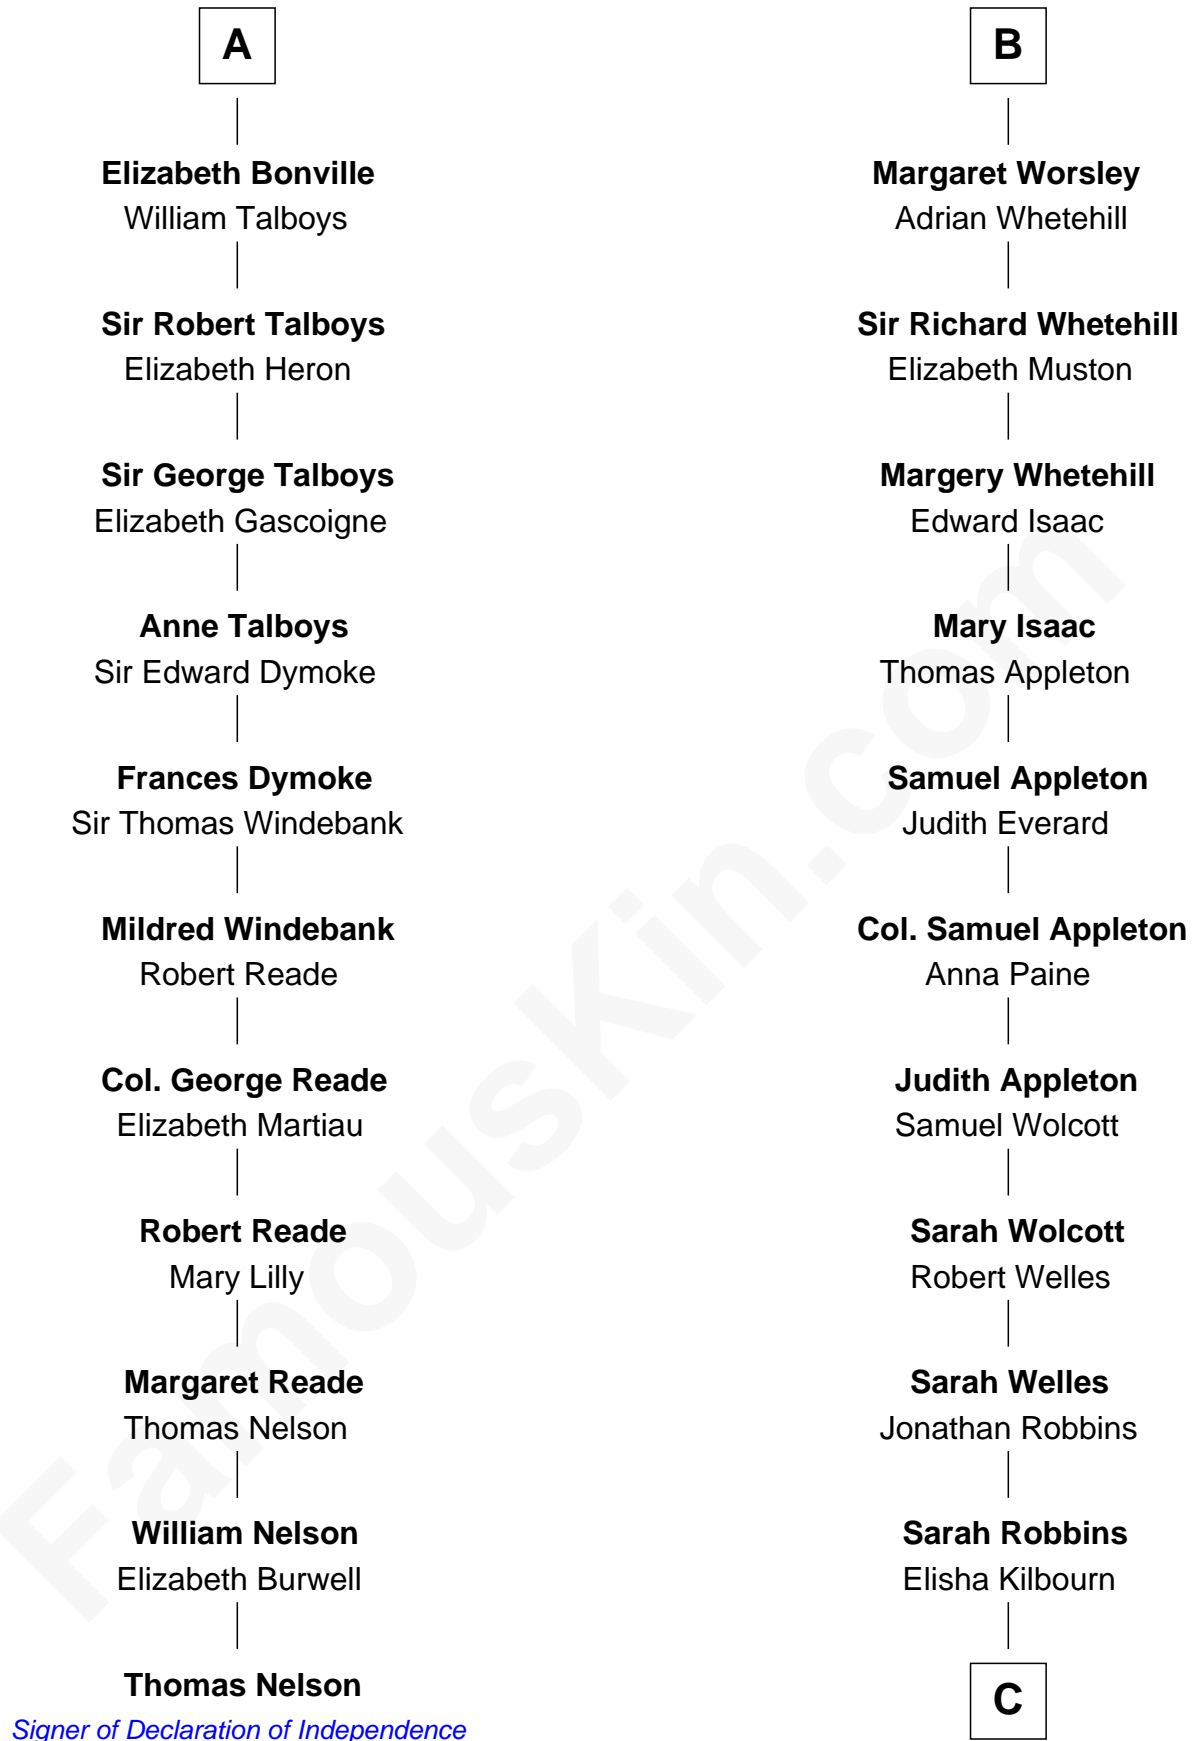 A
Elizabeth Bonville
William Talboys
Sir Robert Talboys
Elizabeth Heron
Sir George Talboys
Elizabeth Gascoigne
Anne Talboys
Sir Edward Dymoke
Frances Dymoke
Sir Thomas Windebank
Mildred Windebank
Robert Reade
Col. George Reade
Elizabeth Martiau
Robert Reade
Mary Lilly
Margaret Reade
Thomas Nelson
William Nelson
Elizabeth Burwell
Thomas Nelson
Signer of Declaration of Independence
B
Margaret Worsley
Adrian Whetehill
Sir Richard Whetehill
Elizabeth Muston
Margery Whetehill
Edward Isaac
Mary Isaac
Thomas Appleton
Samuel Appleton
Judith Everard
Col. Samuel Appleton
Anna Paine
Judith Appleton
Samuel Wolcott
Sarah Wolcott
Robert Welles
Sarah Welles
Jonathan Robbins
Sarah Robbins
Elisha Kilbourn
C
FamousKin.com